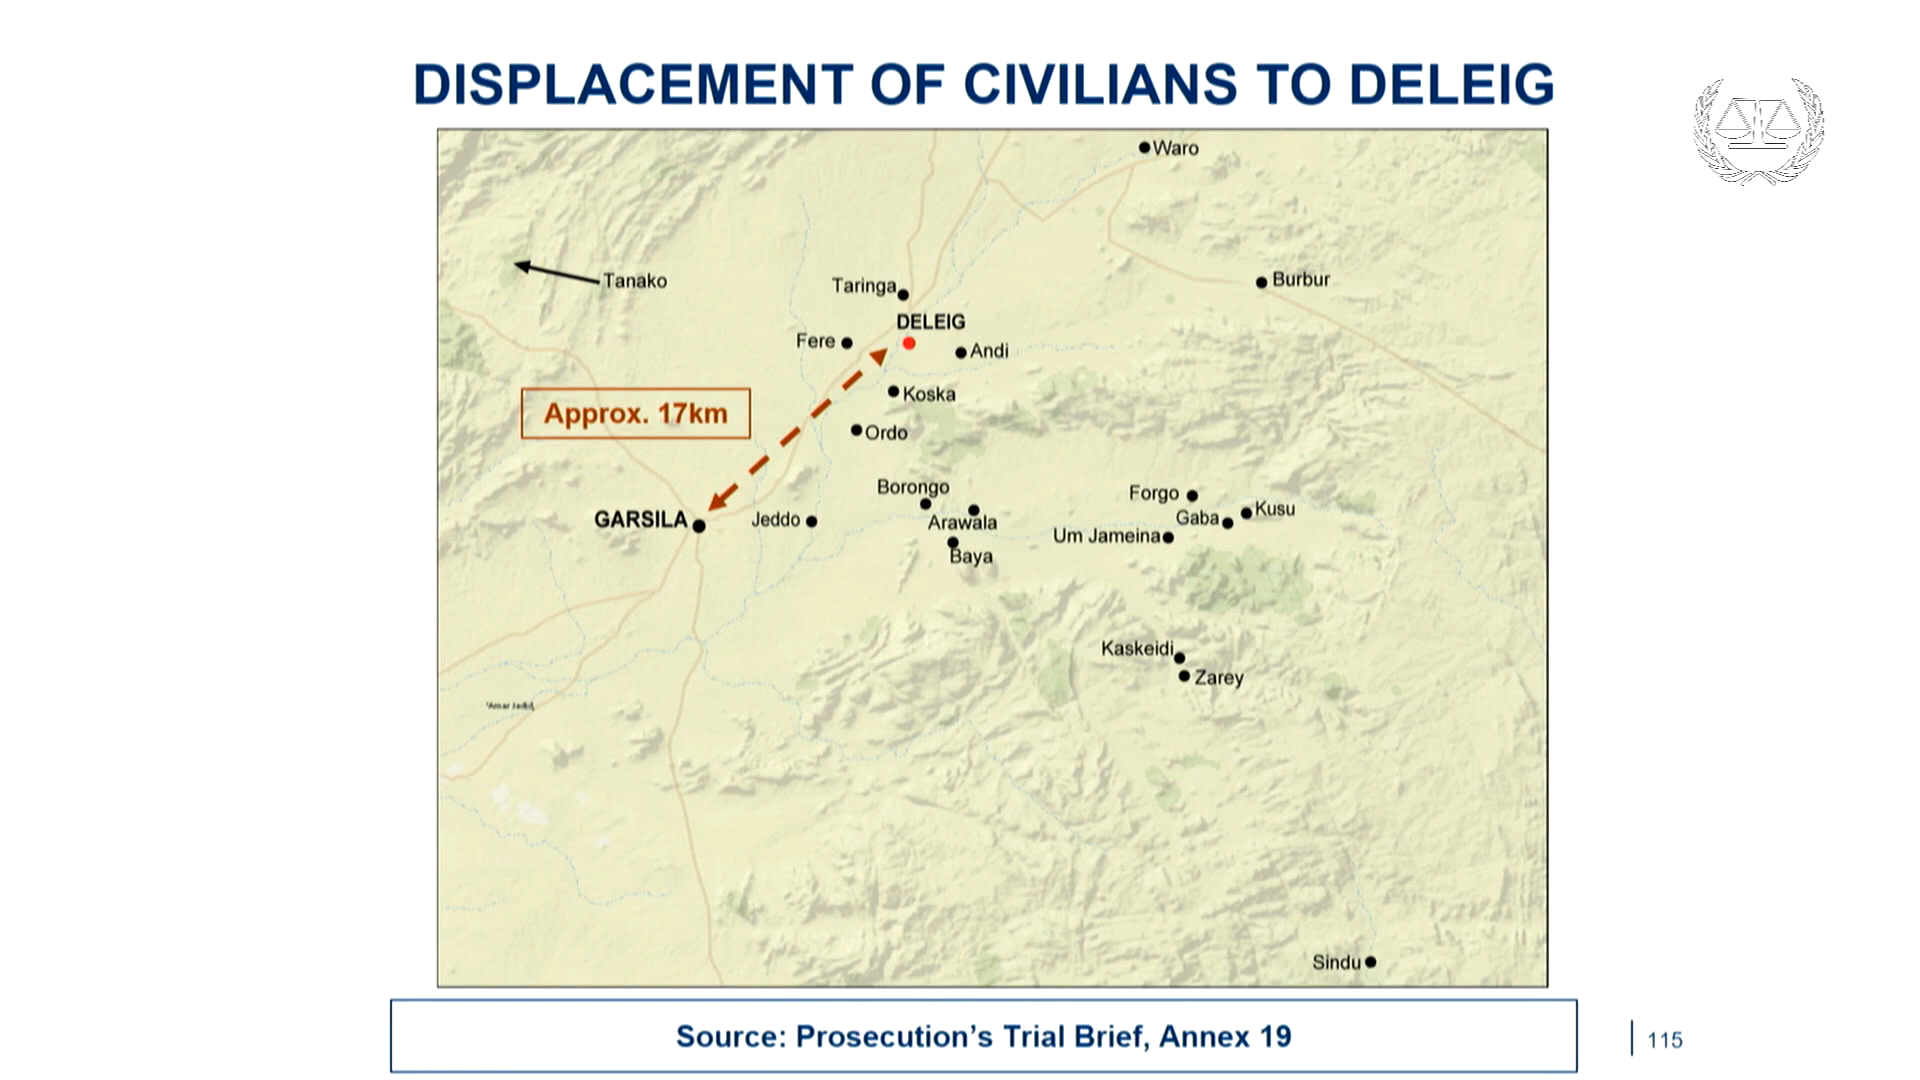 DISPLACEMENT OF CIVILIANS TO DELEIG
Waro
Tanako
Taringa
Burbur
DELEIG
Fere
Andi
Approx. 17km
Koska
Ordo
Borongo
Forgo
Kusu
GARSILA
Jeddo
Arawala
Gaba
Um Jameina
Baya
Kaskeidi
Zarey
Sindu
Source: Prosecution’s Trial Brief, Annex 19
115